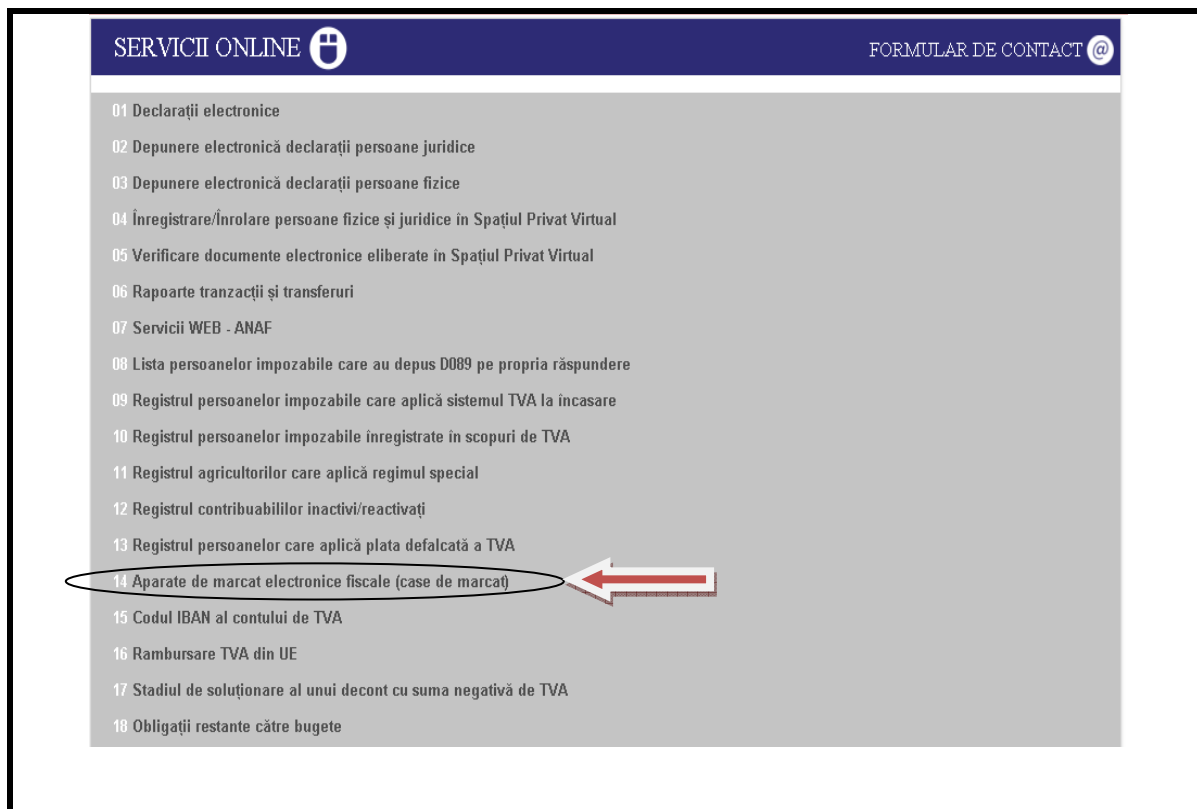 SERVICII ONLINE
FORMULAR DE CONTACT @
01 Declarații electronice
02 Depunere electronică declarații persoane juridice
03 Depunere electronică declarații persoane fizice
04 Înregistrare/Înrolare persoane fizice și juridice în Spațiul Privat Virtual
05 Verificare documente electronice eliberate în Spațiul Privat Virtual
06 Rapoarte tranzacții și transferuri
07 Servicii WEB - ANAF
08 Lista persoanelor impozabile care au depus D089 pe propria răspundere
09 Registrul persoanelor impozabile care aplică sistemul TVA la încasare
10 Registrul persoanelor impozabile înregistrate în scopuri de TVA
11 Registrul agricultorilor care aplică regimul special
12 Registrul contribuabililor inactivi/reactivați
13 Registrul persoanelor care aplică plata defalcată a TVA
14 Aparate de marcat electronice fiscale (case de marcat)
15 Codul IBAN al contului de TVA
16 Rambursare TVA din UE
17 Stadiul de soluționare al unui decont cu suma negativă de TVA
18 Obligații restante către bugete